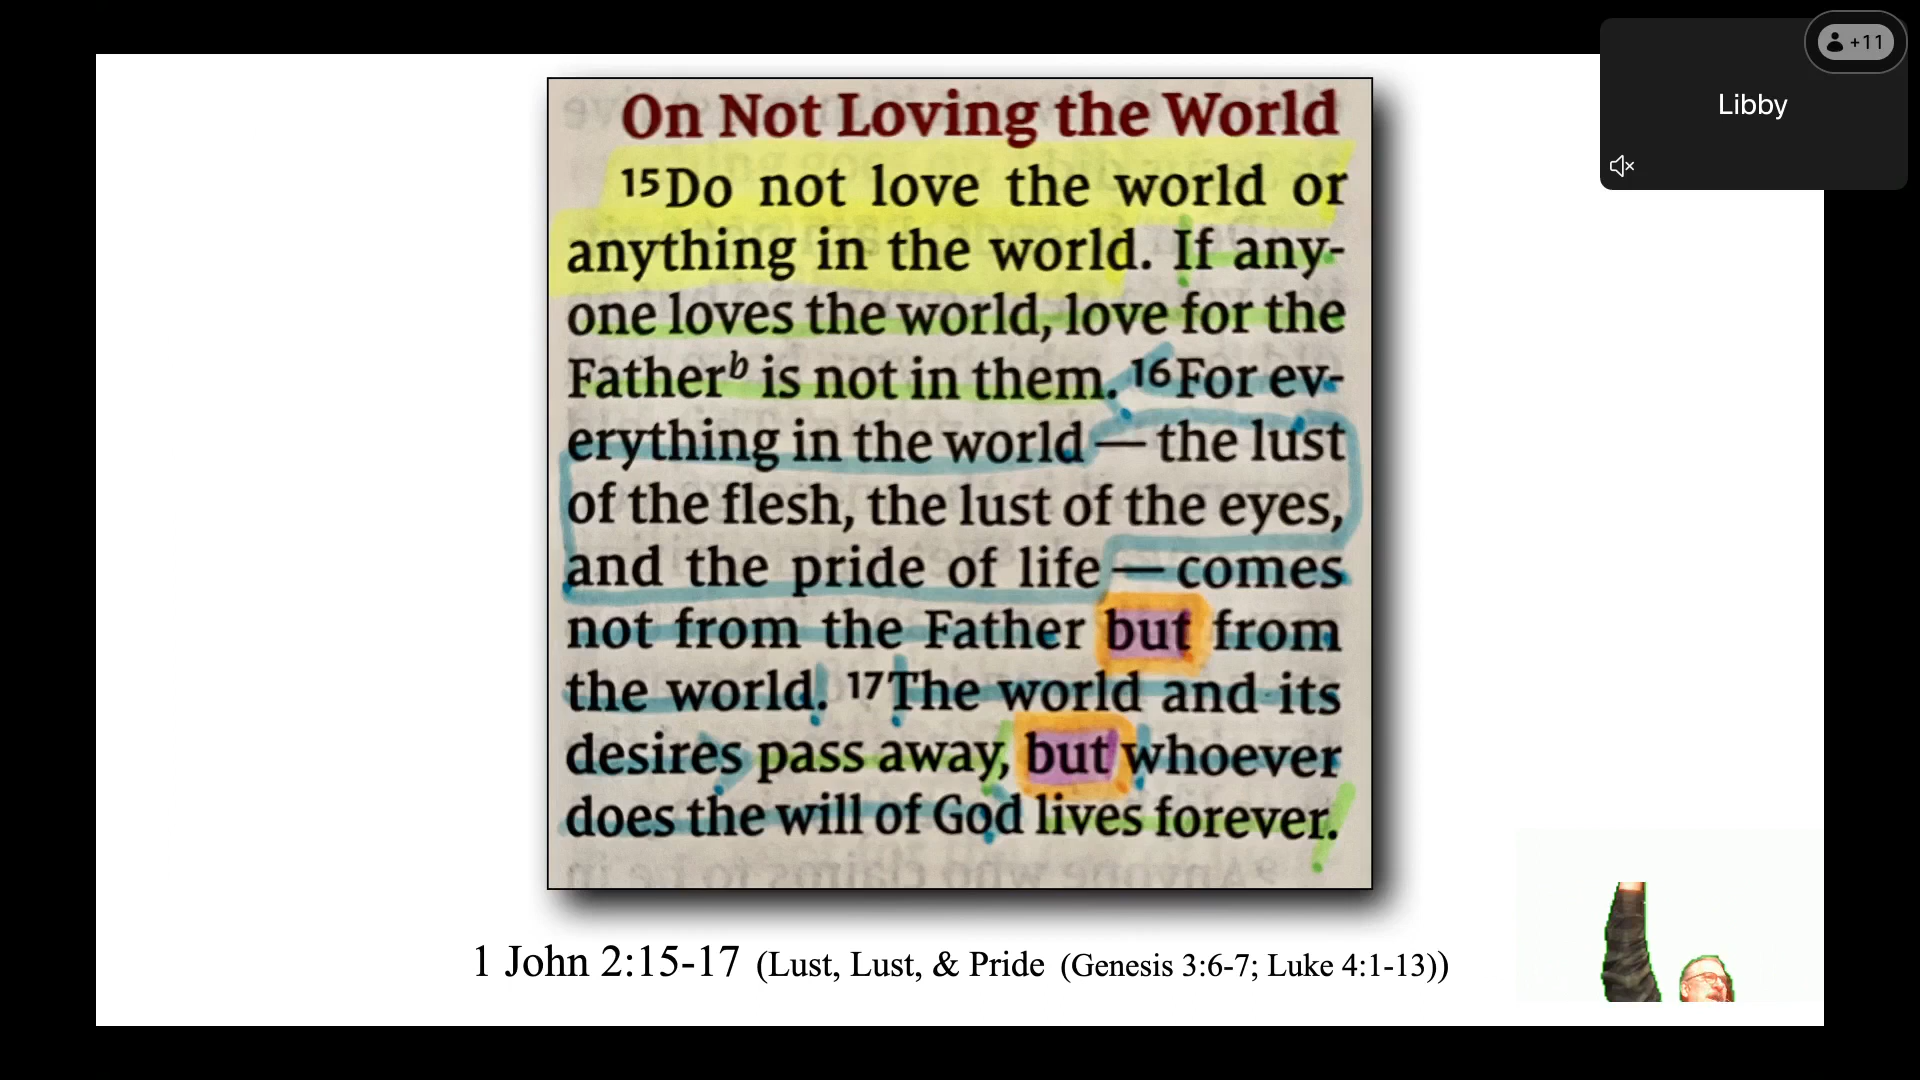 +11
Libby
On Not Loving the World
15Do not love the world or
anything in the world. If any-
one loves the world, love for the
Fatherb is not in them. 16For ev-
erything in the world—the lust
of the flesh, the lust of the eyes,
and the pride of life—comes
not from the Father but from
the world. 17The world and its
desires pass away, but whoever
does the will of God lives forever.
1 John 2:15-17 (Lust, Lust, & Pride (Genesis 3:6-7; Luke 4:1-13))